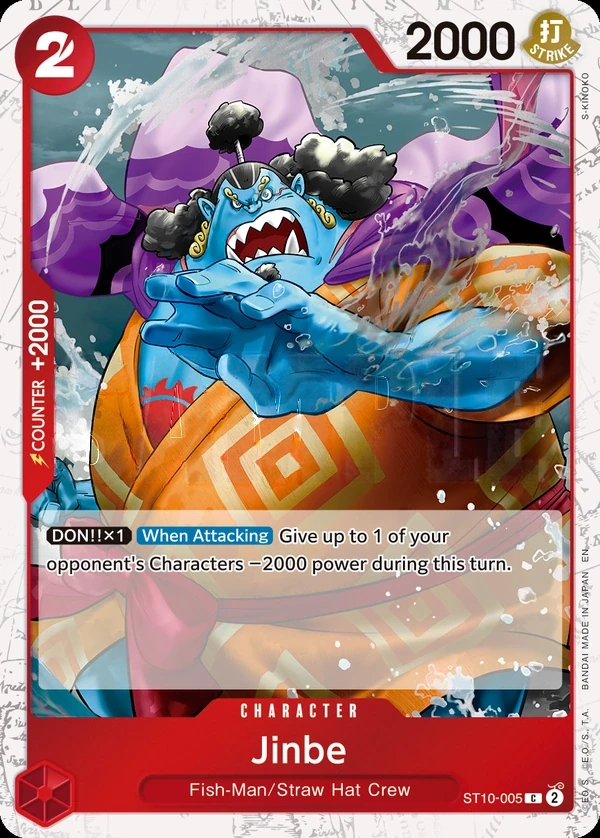 2
2000
打
STRIKE
S-KINOKO
COUNTER +2000
DON!!×1 When Attacking Give up to 1 of your
opponent's Characters −2000 power during this turn.
BANDAI MADE IN JAPAN EN
CHARACTER
Jinbe
Fish-Man/Straw Hat Crew
ST10-005 C 2